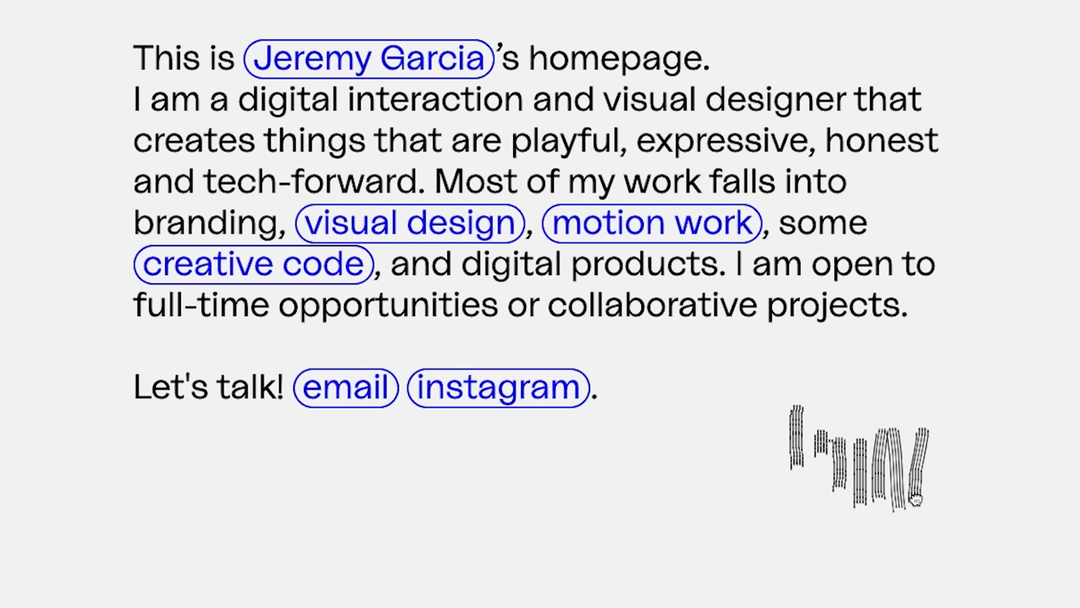 This is Jeremy Garcia’s homepage.
I am a digital interaction and visual designer that
creates things that are playful, expressive, honest
and tech-forward. Most of my work falls into
branding, visual design, motion work, some
creative code, and digital products. I am open to
full-time opportunities or collaborative projects.
Let's talk! email instagram.